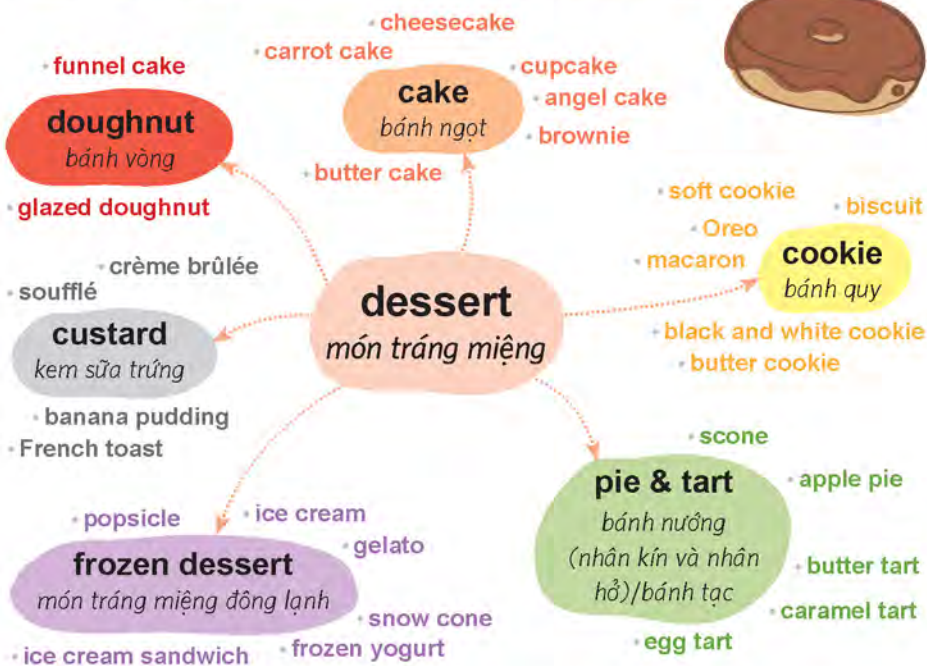 cheesecake
carrot cake
cupcake
cake
bánh ngọt
angel cake
brownie
butter cake
funnel cake
doughnut
bánh vòng
glazed doughnut
soft cookie
biscuit
Oreo
macaron
cookie
bánh quy
black and white cookie
butter cookie
dessert
món tráng miệng
crème brûlée
soufflé
custard
kem sữa trứng
banana pudding
French toast
scone
pie & tart
bánh nướng
(nhân kín và nhân
hở)/bánh tạc
apple pie
butter tart
caramel tart
egg tart
popsicle
ice cream
gelato
frozen dessert
món tráng miệng đông lạnh
snow cone
frozen yogurt
ice cream sandwich